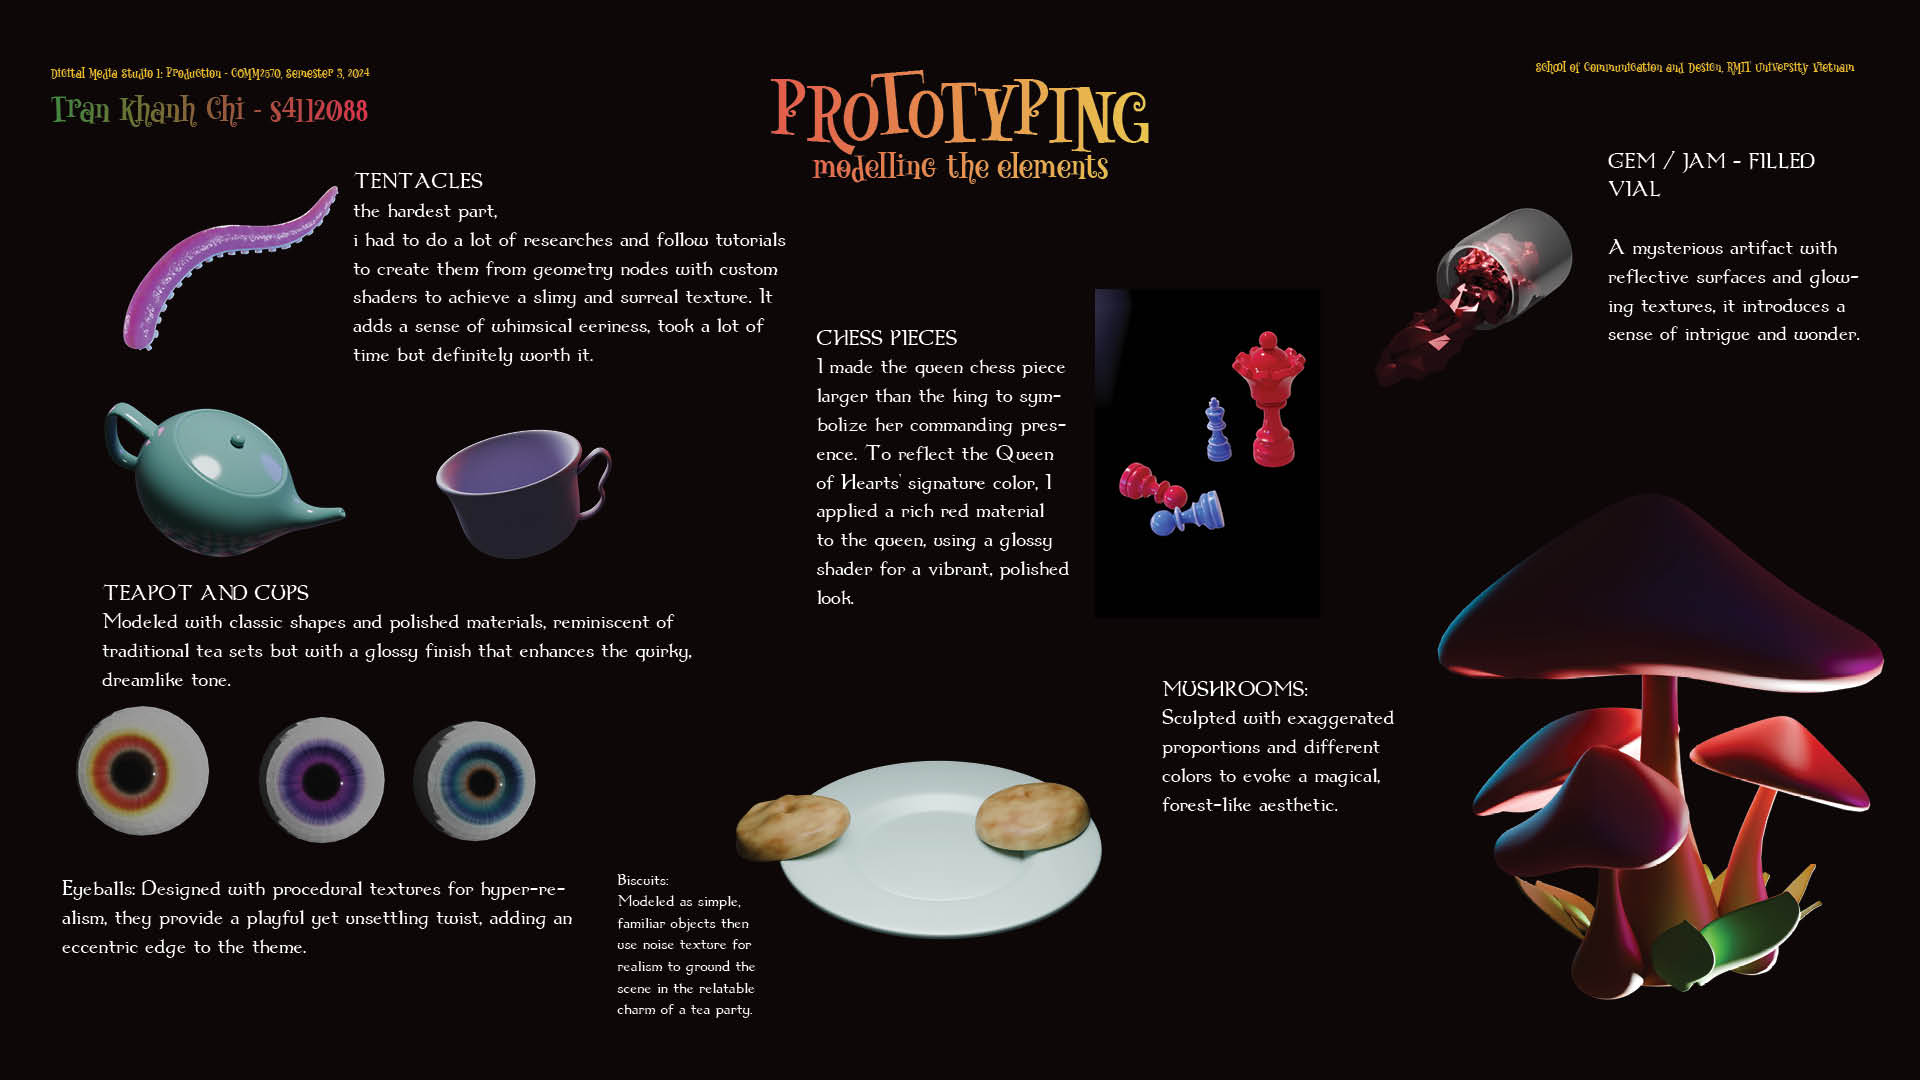 Digital Media Studio 1: Production - COMM2570, Semester 3, 2024
Tran Khanh Chi - S4112088
School of Communication and Design, RMIT University Vietnam
PROTOTYPING
modelling the elements
TENTACLES
the hardest part,
i had to do a lot of researches and follow tutorials
to create them from geometry nodes with custom
shaders to achieve a slimy and surreal texture. It
adds a sense of whimsical eeriness, took a lot of
time but definitely worth it.
GEM / JAM - FILLED
VIAL
A mysterious artifact with
reflective surfaces and glow-
ing textures, it introduces a
sense of intrigue and wonder.
CHESS PIECES
I made the queen chess piece
larger than the king to sym-
bolize her commanding pres-
ence. To reflect the Queen
of Hearts' signature color, I
applied a rich red material
to the queen, using a glossy
shader for a vibrant, polished
look.
TEAPOT AND CUPS
Modeled with classic shapes and polished materials, reminiscent of
traditional tea sets but with a glossy finish that enhances the quirky,
dreamlike tone.
MUSHROOMS:
Sculpted with exaggerated
proportions and different
colors to evoke a magical,
forest-like aesthetic.
Eyeballs: Designed with procedural textures for hyper-re-
alism, they provide a playful yet unsettling twist, adding an
eccentric edge to the theme.
Biscuits:
Modeled as simple,
familiar objects then
use noise texture for
realism to ground the
scene in the relatable
charm of a tea party.